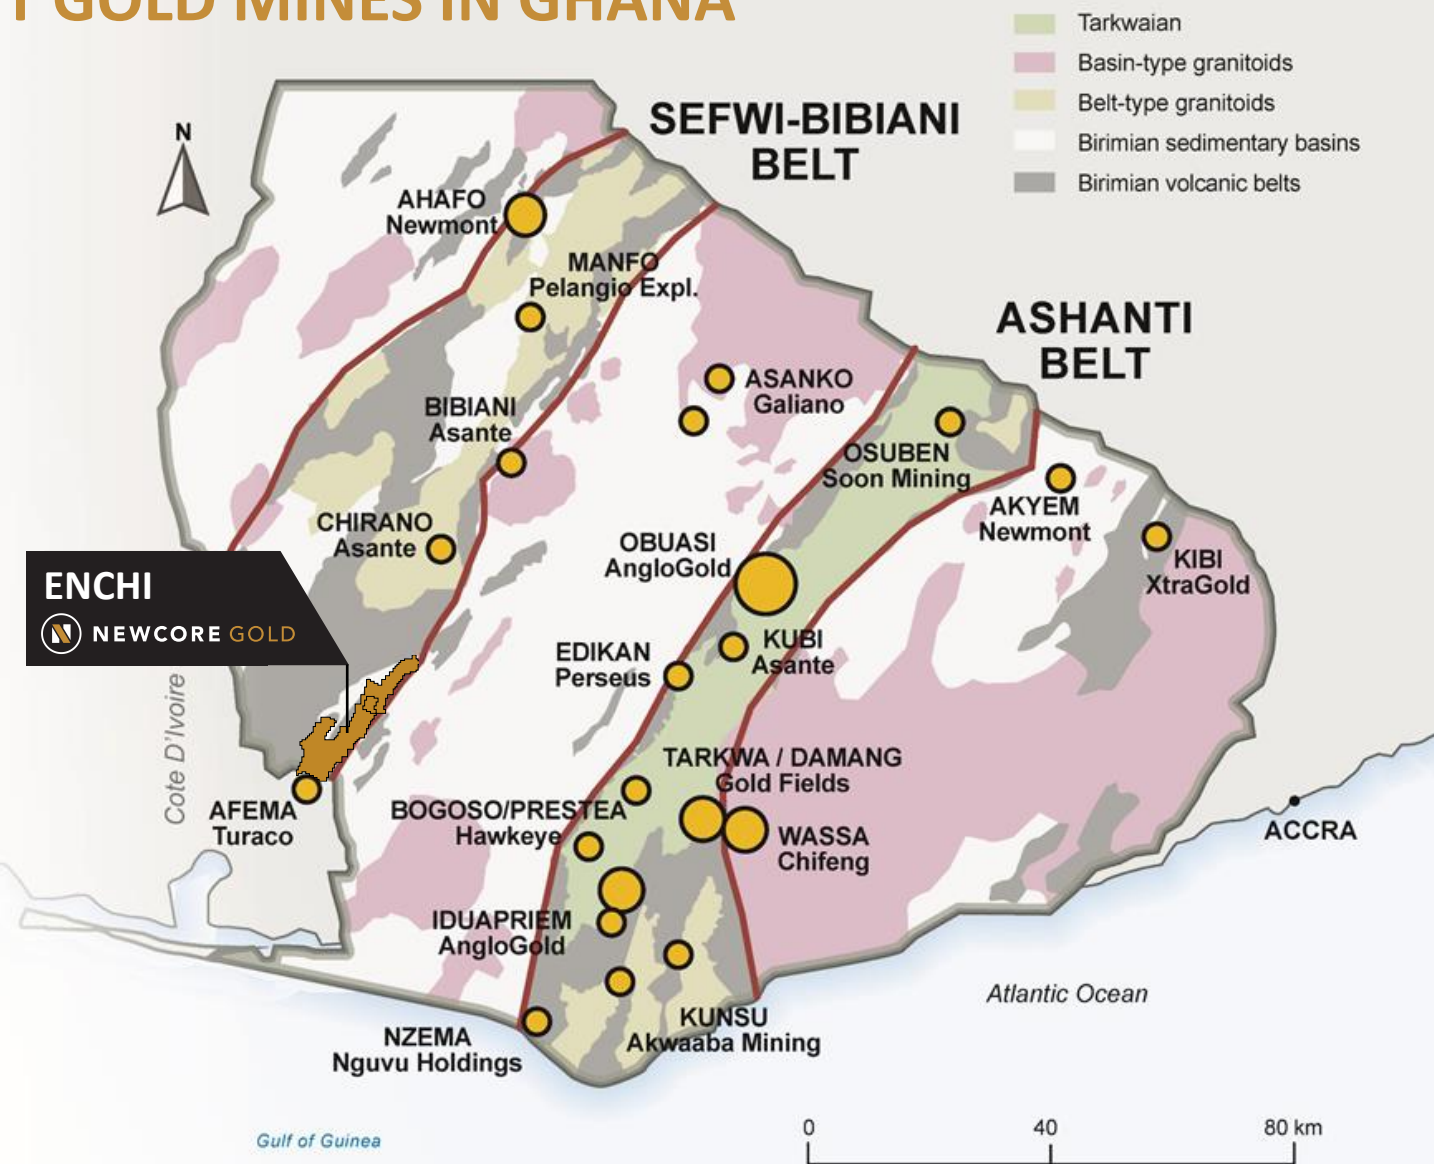 GOLD MINES IN GHANA
Tarkwaian
Basin-type granitoids
Belt-type granitoids
Birimian sedimentary basins
Birimian volcanic belts
N
SEFWI-BIBIANI
BELT
AHAFO
Newmont
MANFO
Pelangio Expl.
ASHANTI
BELT
ASANKO
Galiano
BIBIANI
Asante
OSUBEN
Soon Mining
AKYEM
Newmont
CHIRANO
Asante
OBUASI
AngloGold
KIBI
XtraGold
ENCHI
NEWCORE GOLD
KUBI
Asante
EDIKAN
Perseus
Cote D'Ivoire
TARKWA / DAMANG
Gold Fields
AFEMA
Turaco
BOGOSO/PRESTEA
Hawkeye
WASSA
Chifeng
ACCRA
IDUAPRIEM
AngloGold
Atlantic Ocean
KUNSU
Akwaaba Mining
NZEMA
Nguvu Holdings
Gulf of Guinea
0 40 80 km